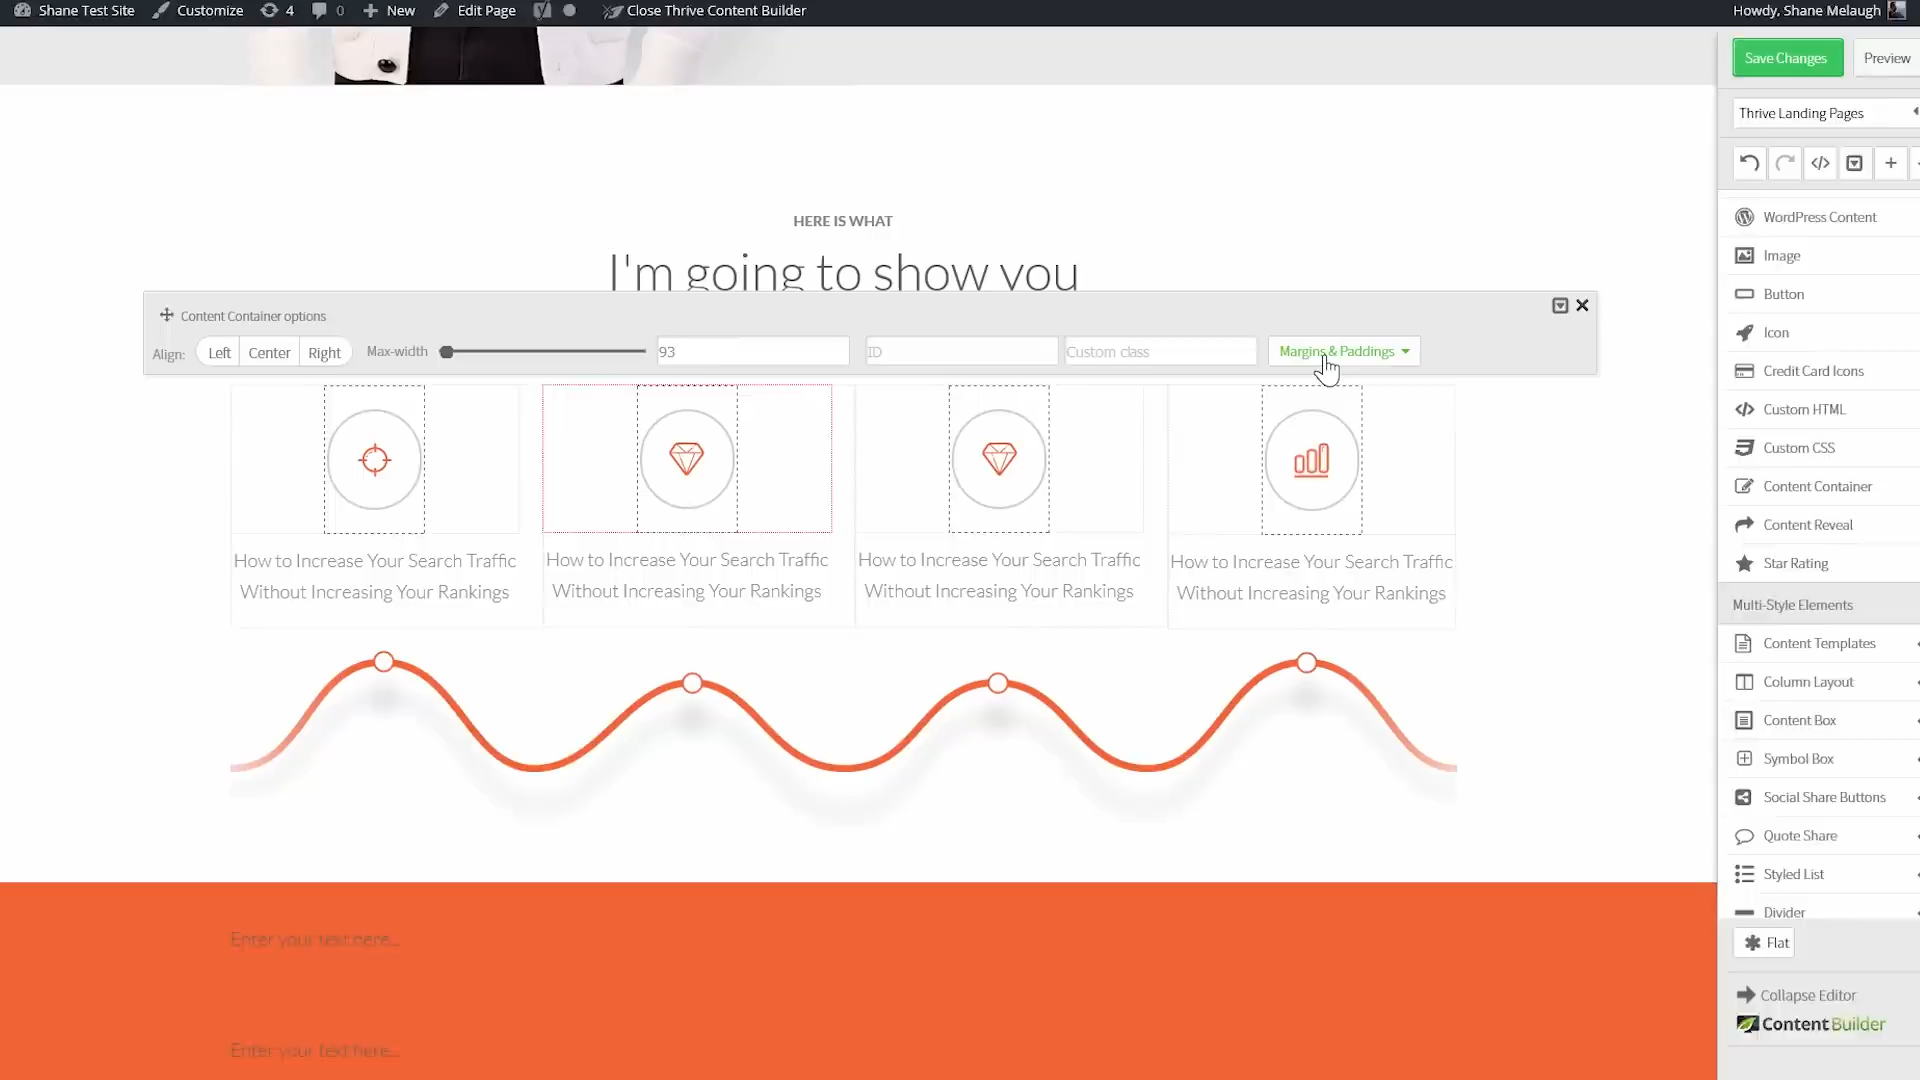 Shane Test Site
Customize
4
0
New
Edit Page
Close Thrive Content Builder
Howdy, Shane Melaugh
Save Changes
Preview
Thrive Landing Pages
HERE IS WHAT
I'm going to show you
Content Container options
Align:
Left
Center
Right
Max-width
93
ID
Custom class
Margins & Paddings
How to Increase Your Search Traffic
Without Increasing Your Rankings
How to Increase Your Search Traffic
Without Increasing Your Rankings
How to Increase Your Search Traffic
Without Increasing Your Rankings
How to Increase Your Search Traffic
Without Increasing Your Rankings
Enter your text here...
Enter your text here...
WordPress Content
Image
Button
Icon
Credit Card Icons
Custom HTML
Custom CSS
Content Container
Content Reveal
Star Rating
Multi-Style Elements
Content Templates
Column Layout
Content Box
Symbol Box
Social Share Buttons
Quote Share
Styled List
Divider
Flat
Collapse Editor
Content Builder